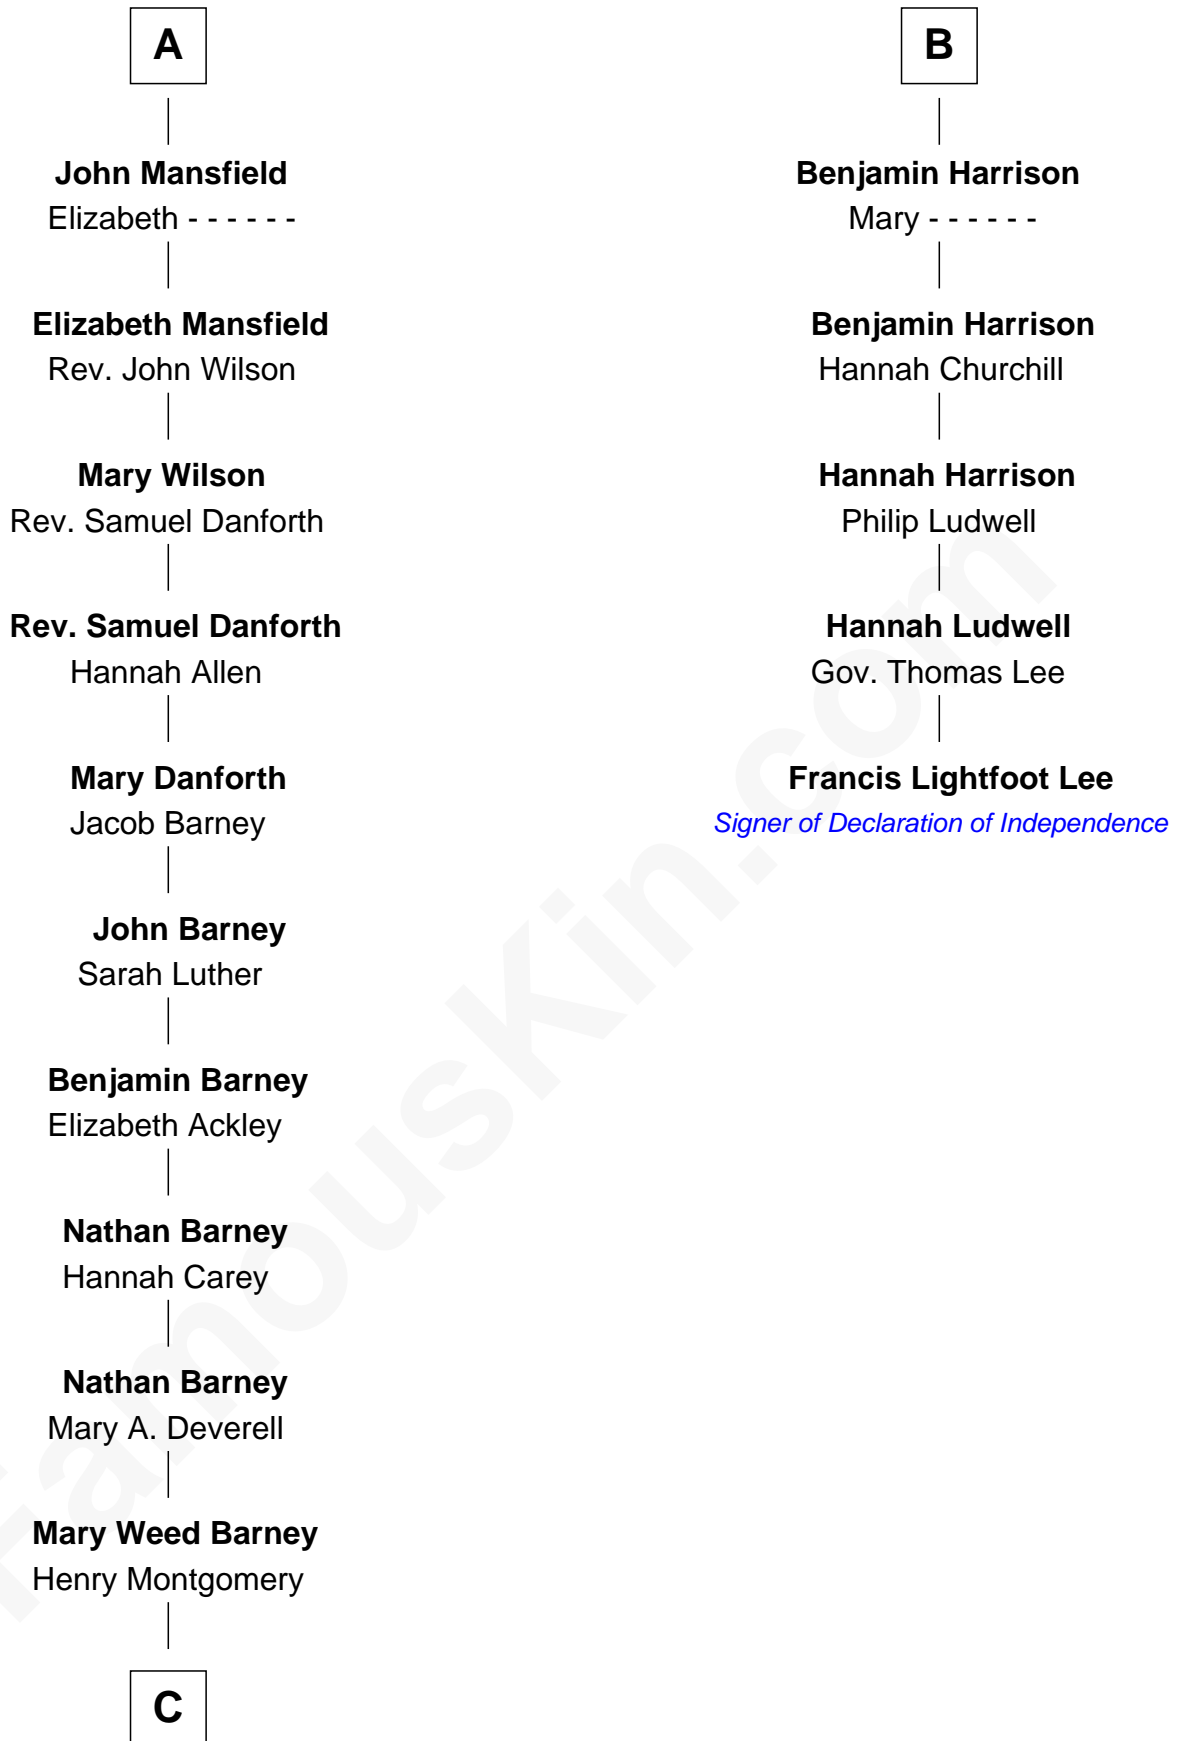 A
John Mansfield
Elizabeth - - - - - -
Elizabeth Mansfield
Rev. John Wilson
Mary Wilson
Rev. Samuel Danforth
Rev. Samuel Danforth
Hannah Allen
Mary Danforth
Jacob Barney
John Barney
Sarah Luther
Benjamin Barney
Elizabeth Ackley
Nathan Barney
Hannah Carey
Nathan Barney
Mary A. Deverell
Mary Weed Barney
Henry Montgomery
C
B
Benjamin Harrison
Mary - - - - - -
Benjamin Harrison
Hannah Churchill
Hannah Harrison
Philip Ludwell
Hannah Ludwell
Gov. Thomas Lee
Francis Lightfoot Lee
Signer of Declaration of Independence
FamousKin.com